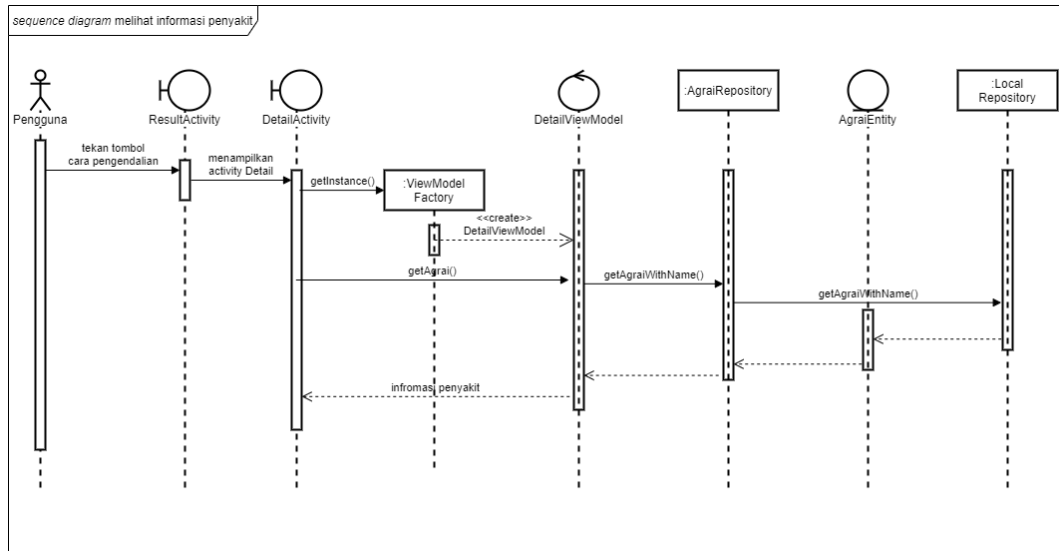 sequence diagram melihat informasi penyakit
Pengguna
ResultActivity
DetailActivity
DetailViewModel
:AgraiRepository
AgraiEntity
:Local
Repository
tekan tombol
cara pengendalian
menampilkan
activity Detail
getInstance()
:ViewModel
Factory
<<create>>
DetailViewModel
getAgrai()
getAgraiWithName()
getAgraiWithName()
infromasi penyakit